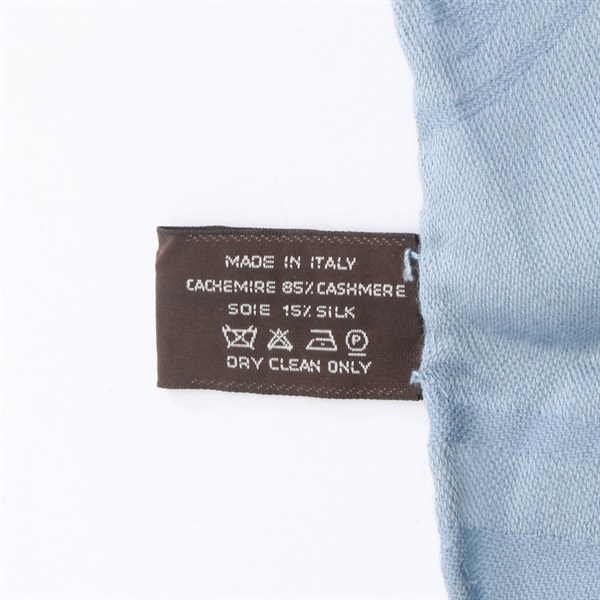 MADE IN ITALY
CACHEMIRE 85% CASHMERE
SOIE 15% SILK
P
DRY CLEAN ONLY